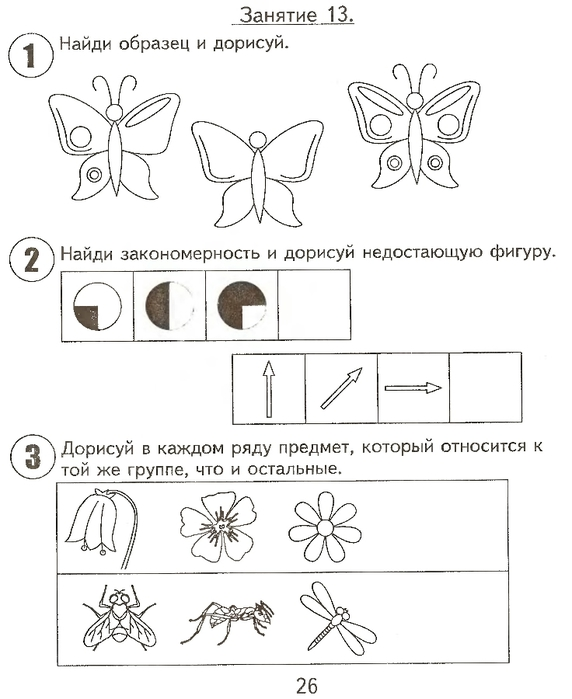 Занятие 13.
1 Найди образец и дорисуй.
2 Найди закономерность и дорисуй недостающую фигуру.
3 Дорисуй в каждом ряду предмет, который относится к
той же группе, что и остальные.
26